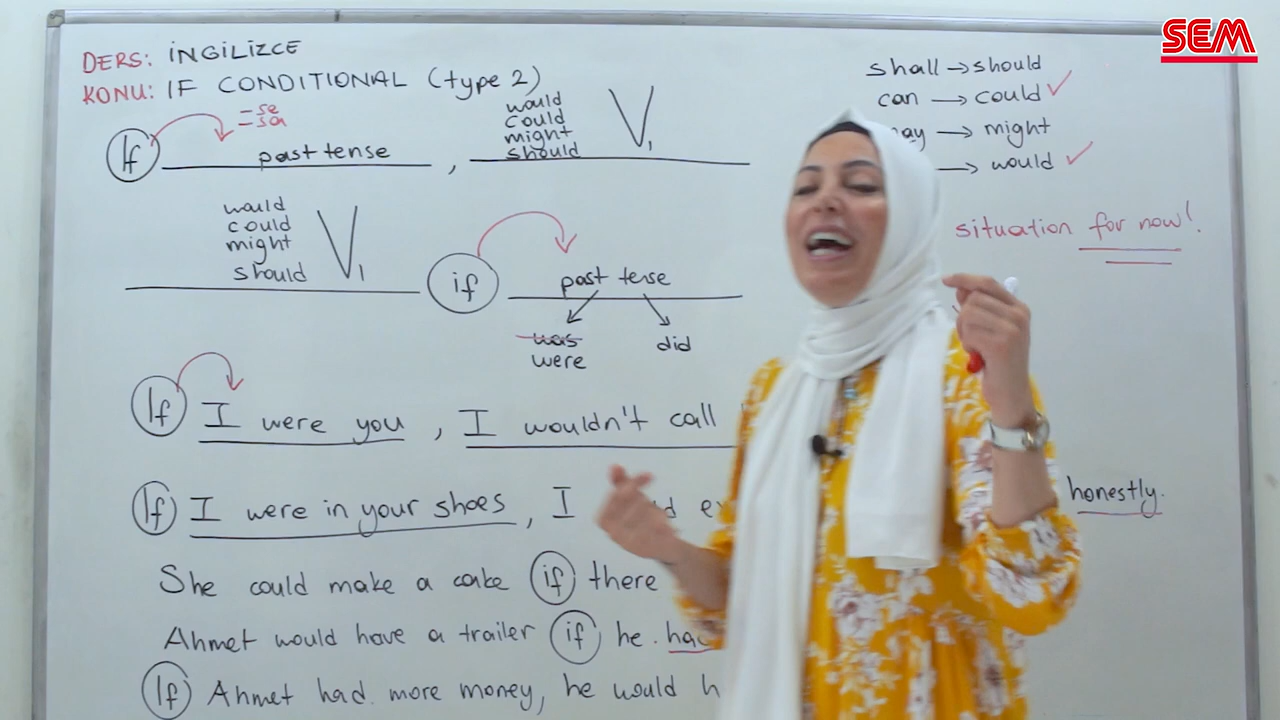 SEM
DERS: İNGİLİZCE
KONU: IF CONDITIONAL (type 2)
=se
=sa
If past tense , would could might should V1
would
could
might
should V1 if past tense
was
were did
If I were you , I wouldn't call
If I were in your shoes , I honestly.
She could make a cake if there
Ahmet would have a trailer if he
If Ahmet had more money, he would
shall → should
can → could ✓
→ might
→ would ✓
situation for now!